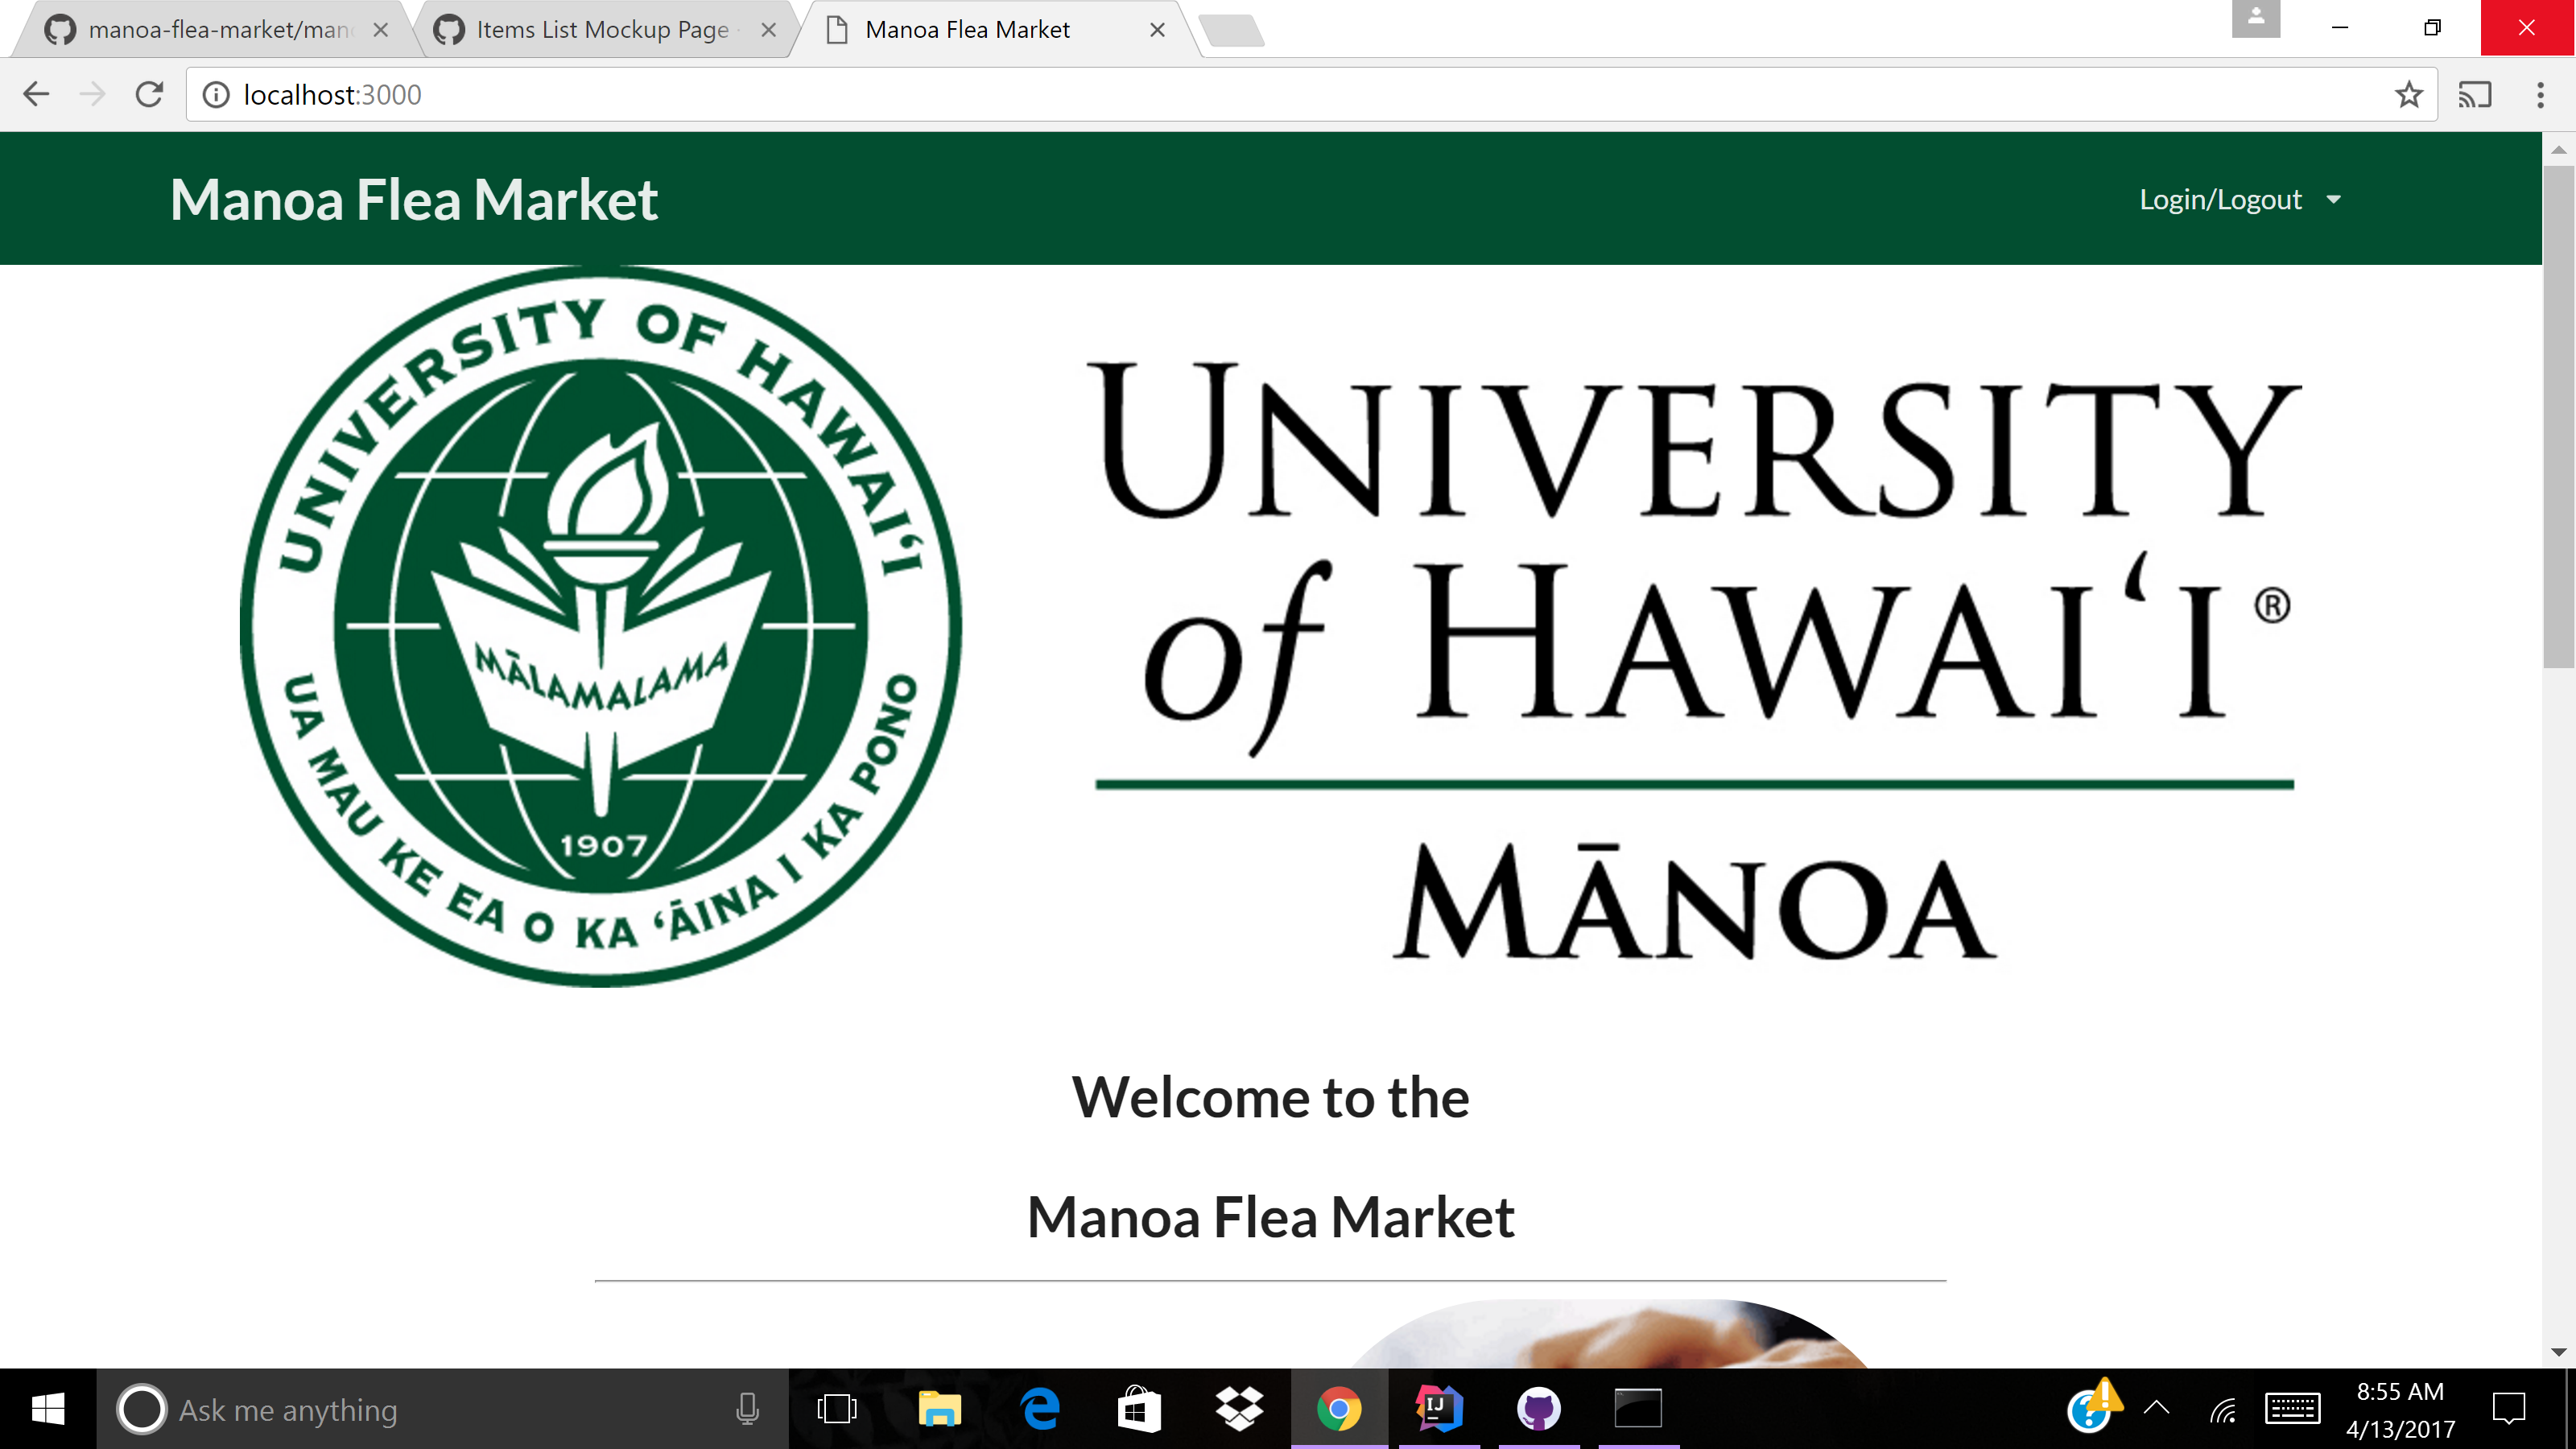 manoa-flea-market/man
Items List Mockup Page
Manoa Flea Market
localhost:3000
Manoa Flea Market
Login/Logout
UNIVERSITY OF HAWAIʻI
MĀLAMALAMA
1907
UA MAU KE EA O KA ʻĀINA I KA PONO
UNIVERSITY
of HAWAIʻI ®
MĀNOA
Welcome to the
Manoa Flea Market
Ask me anything
IJ
8:55 AM
4/13/2017